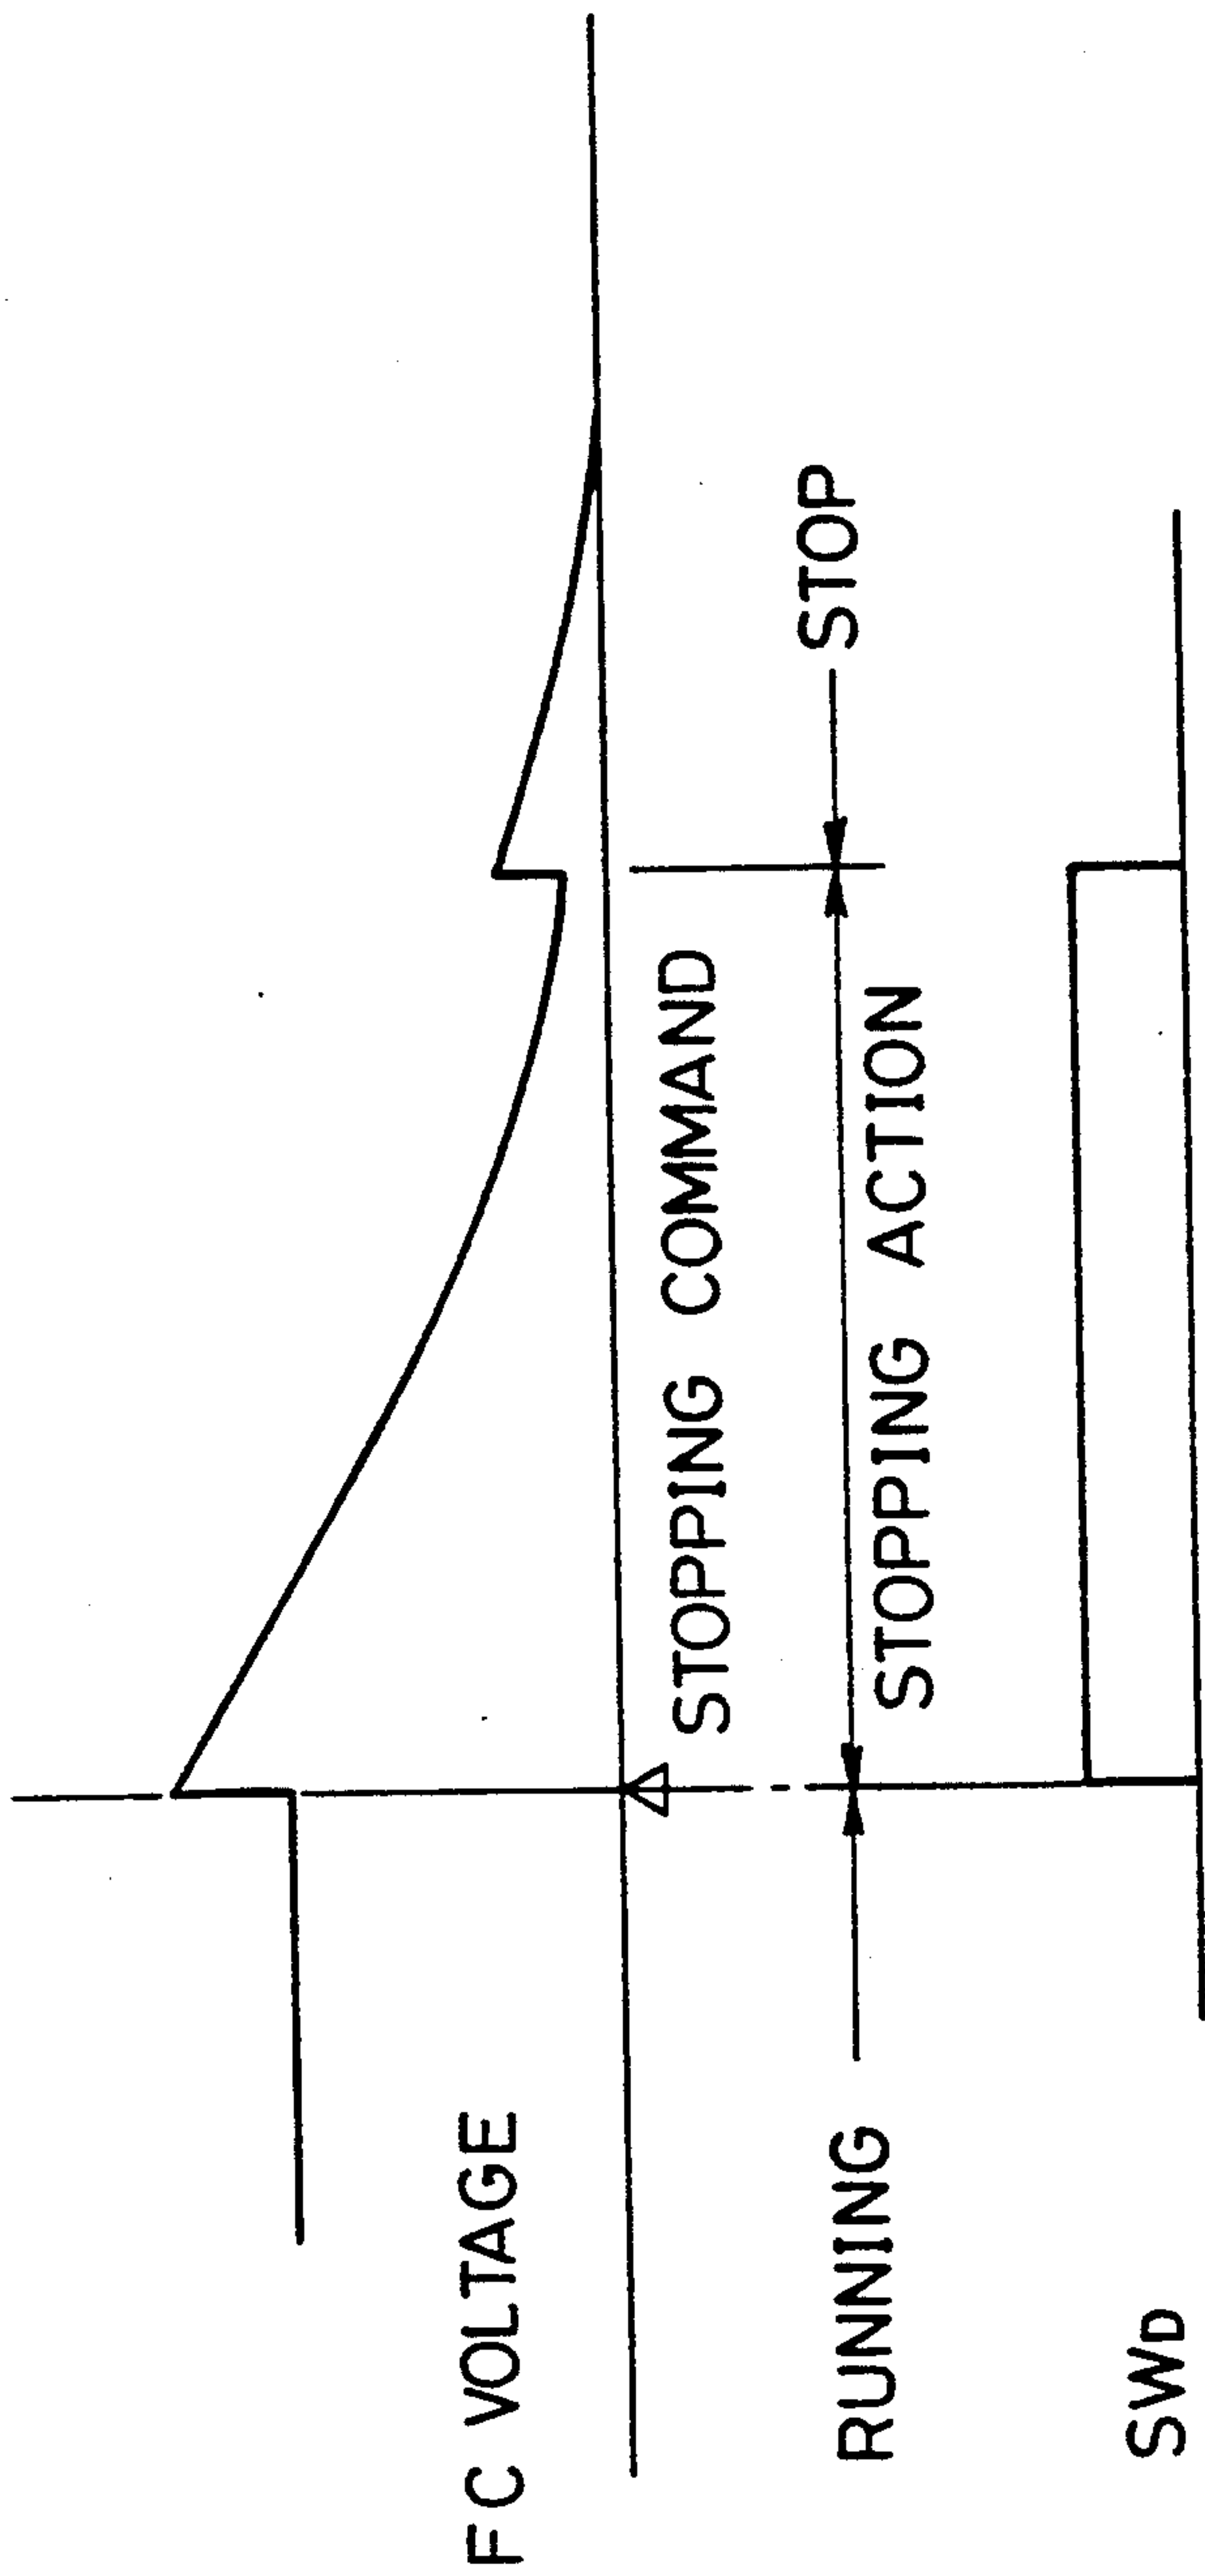 FC VOLTAGE
STOPPING COMMAND
RUNNING
STOP
STOPPING ACTION
SWD